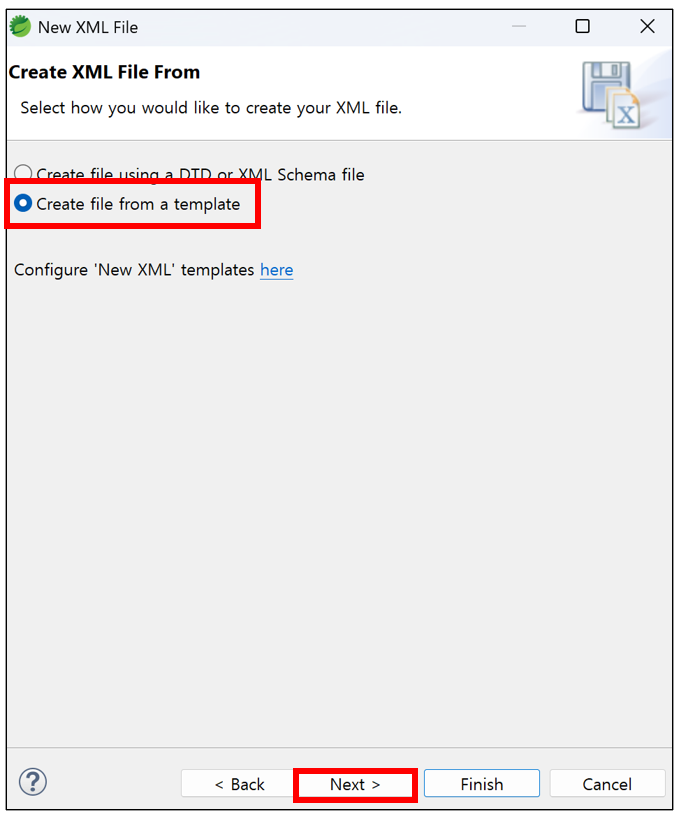 New XML File
Create XML File From
Select how you would like to create your XML file.
Create file using a DTD or XML Schema file
Create file from a template
Configure 'New XML' templates here
X
?
< Back
Next >
Finish
Cancel